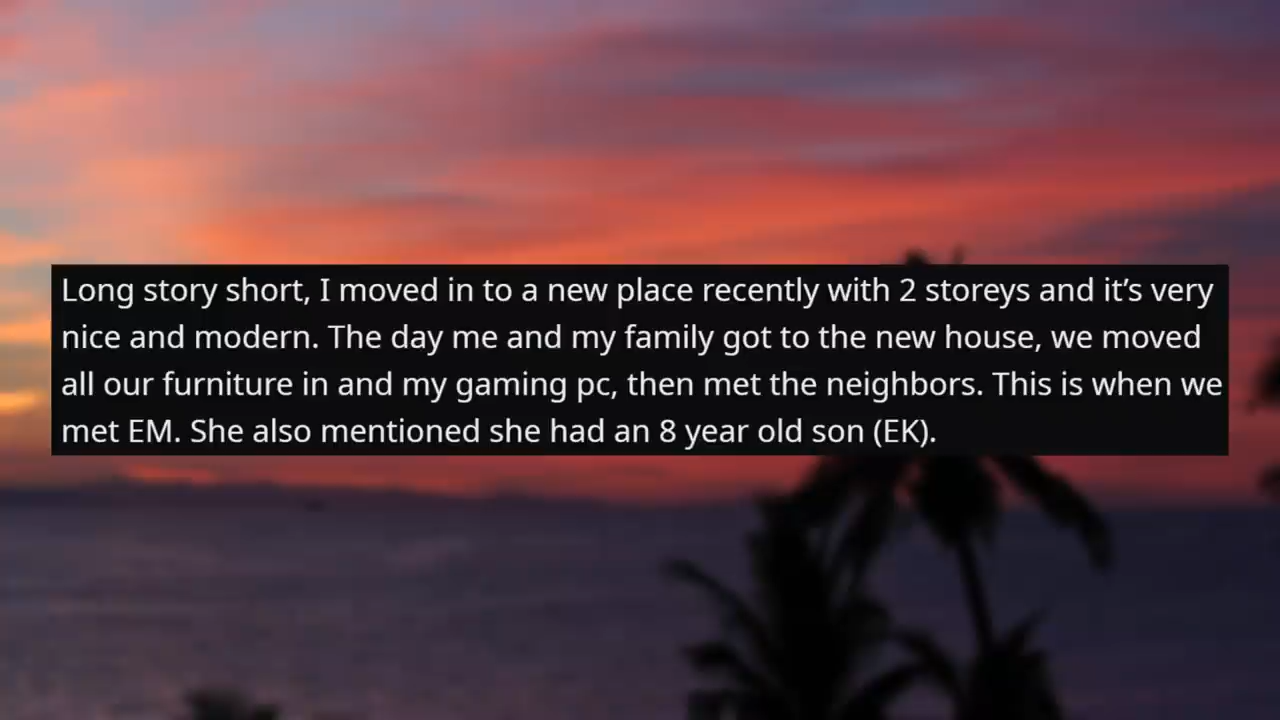 Long story short, I moved in to a new place recently with 2 storeys and it’s very
nice and modern. The day me and my family got to the new house, we moved
all our furniture in and my gaming pc, then met the neighbors. This is when we
met EM. She also mentioned she had an 8 year old son (EK).